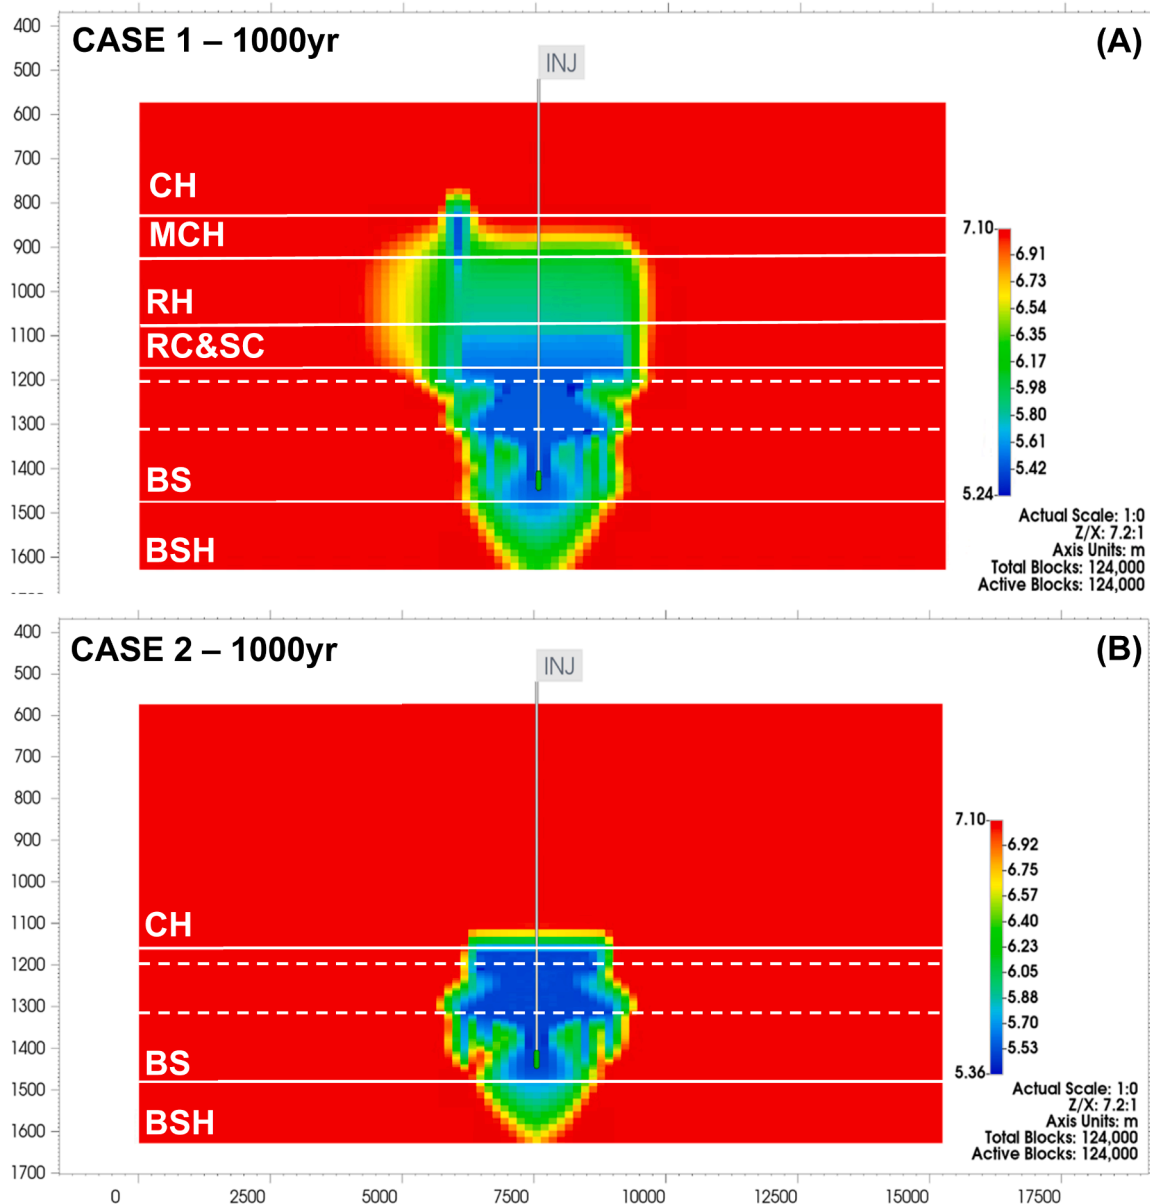 CASE 1 – 1000yr
(A)
INJ
400
500
600
700
800
900
1000
1100
1200
1300
1400
1500
1600
CH
MCH
RH
RC&SC
BS
BSH
7.10
6.91
6.73
6.54
6.35
6.17
5.98
5.80
5.61
5.42
5.24
Actual Scale: 1:0
Z/X: 7.2:1
Axis Units: m
Total Blocks: 124,000
Active Blocks: 124,000
CASE 2 – 1000yr
(B)
INJ
400
500
600
700
800
900
1000
1100
1200
1300
1400
1500
1600
1700
CH
BS
BSH
7.10
6.92
6.75
6.57
6.40
6.23
6.05
5.88
5.70
5.53
5.36
Actual Scale: 1:0
Z/X: 7.2:1
Axis Units: m
Total Blocks: 124,000
Active Blocks: 124,000
0 2500 5000 7500 10000 12500 15000 17500